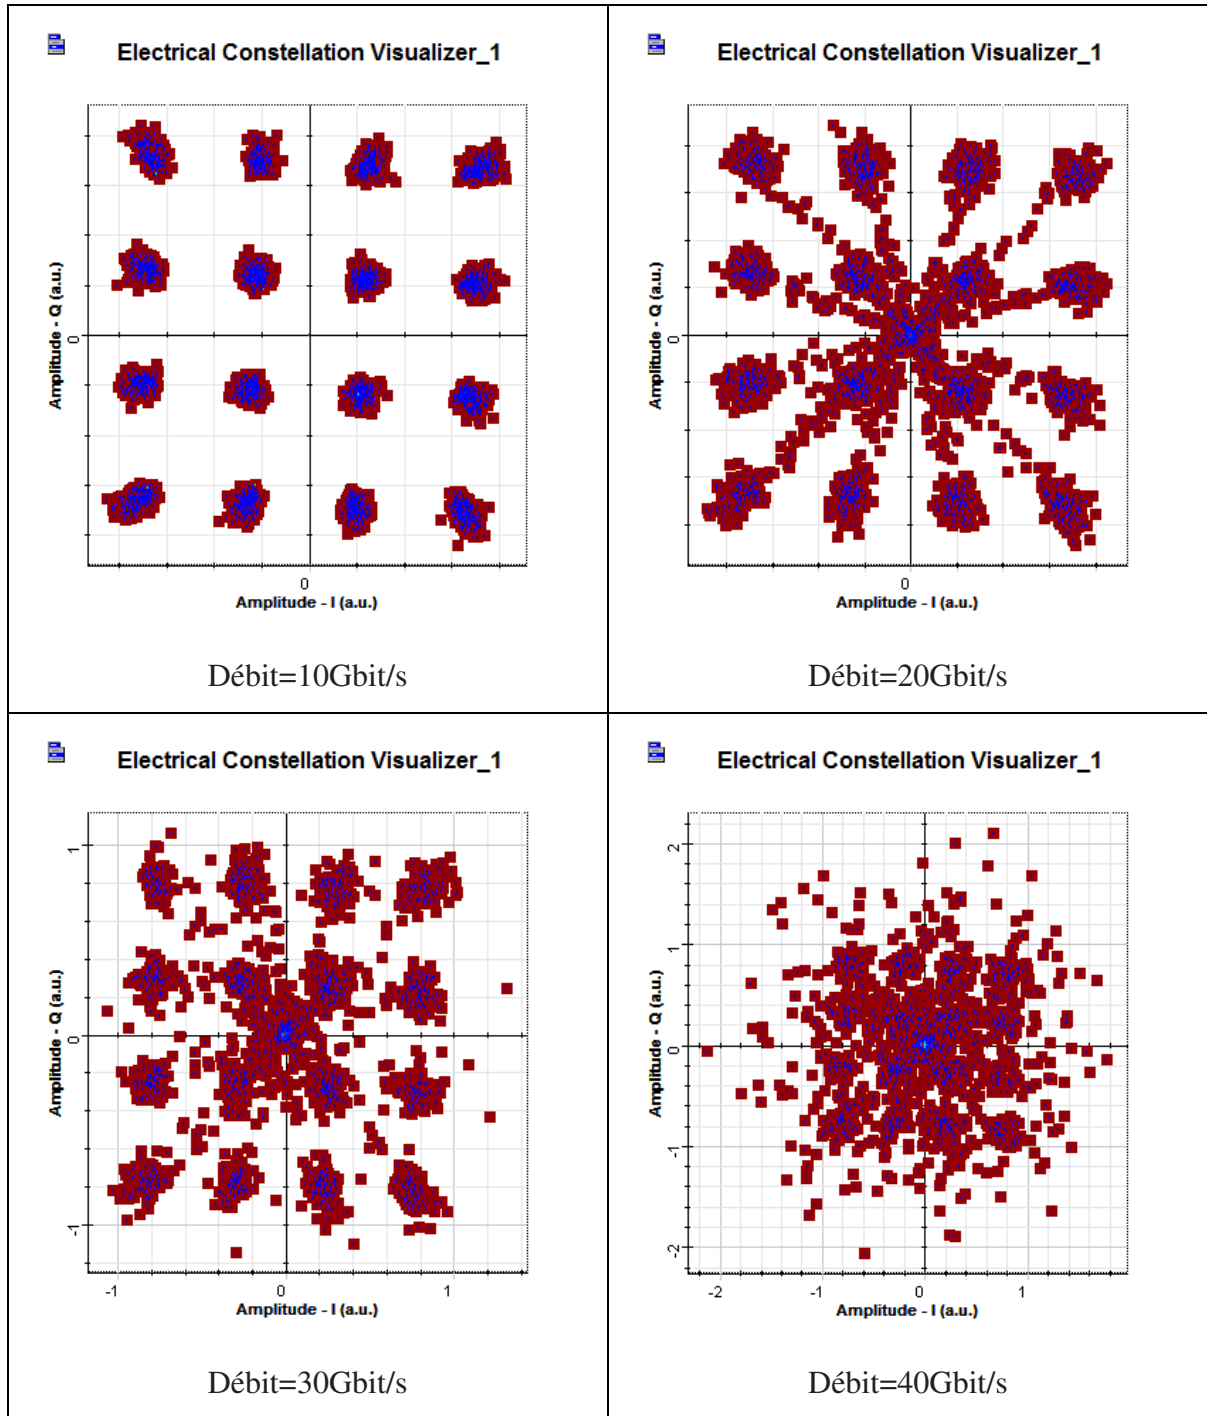 Electrical Constellation Visualizer_1
Amplitude - Q (a.u.)
0
0
Amplitude - I (a.u.)
Débit=10Gbit/s
Electrical Constellation Visualizer_1
Amplitude - Q (a.u.)
0
0
Amplitude - I (a.u.)
Débit=20Gbit/s
Electrical Constellation Visualizer_1
Amplitude - Q (a.u.)
1
0
-1
-1 0 1
Amplitude - I (a.u.)
Débit=30Gbit/s
Electrical Constellation Visualizer_1
Amplitude - Q (a.u.)
2
1
0
-1
-2
-2 -1 0 1
Amplitude - I (a.u.)
Débit=40Gbit/s